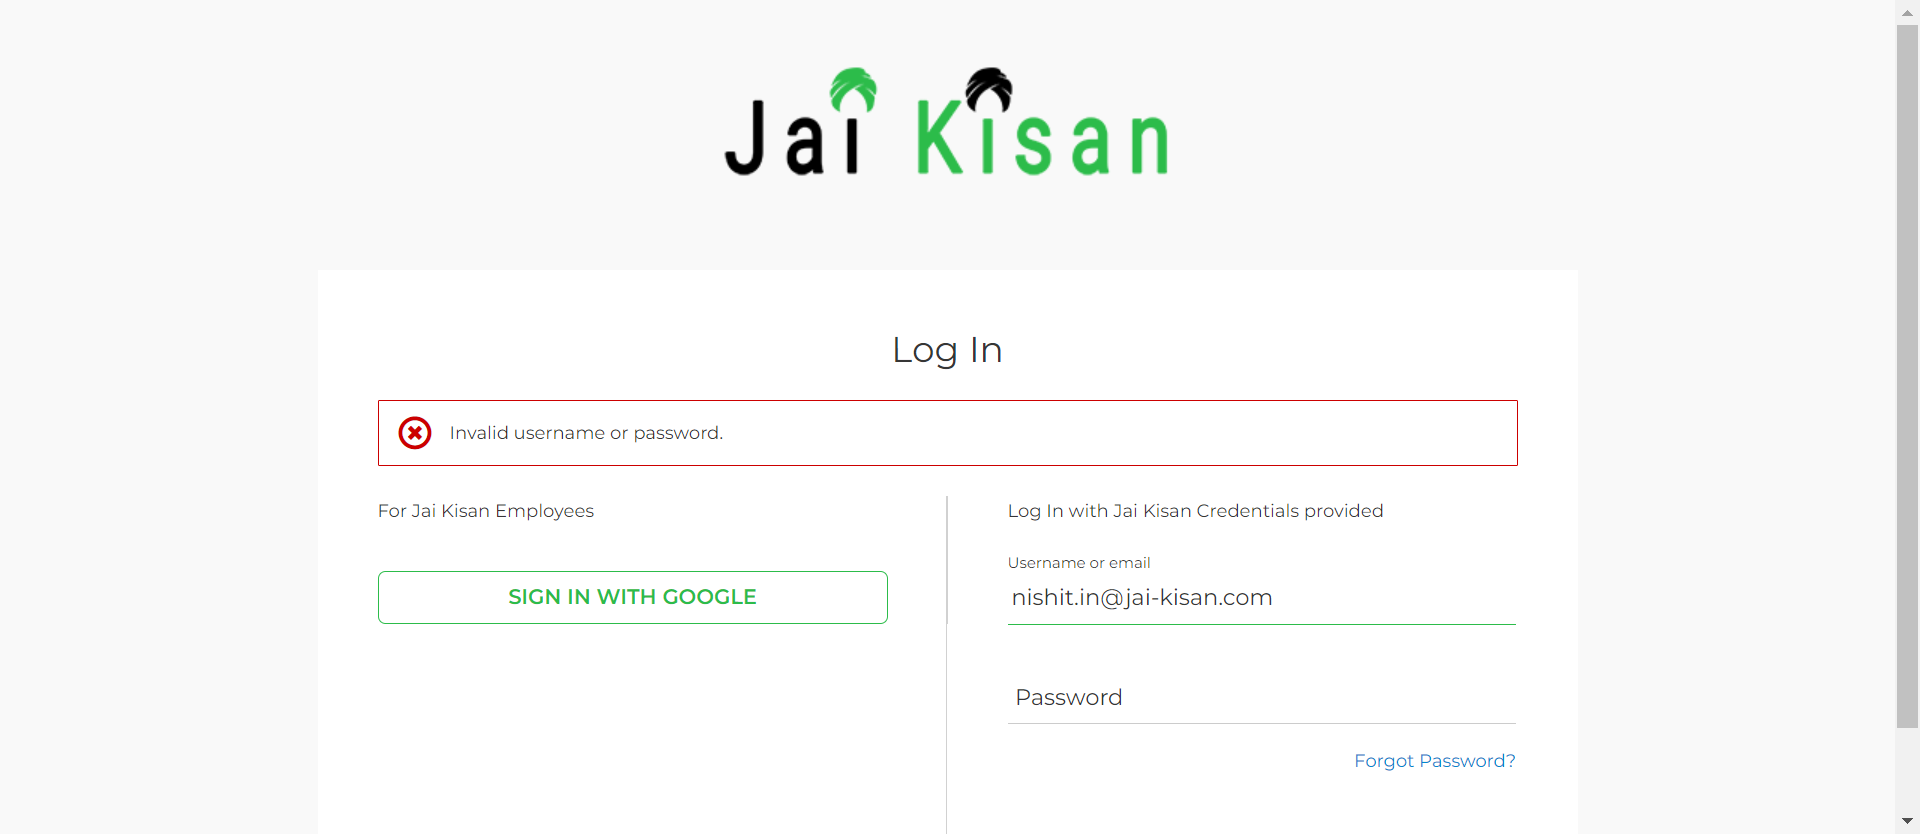 Jai Kisan
Log In
Invalid username or password.
For Jai Kisan Employees
SIGN IN WITH GOOGLE
Log In with Jai Kisan Credentials provided
Username or email
nishit.in@jai-kisan.com
Password
Forgot Password?